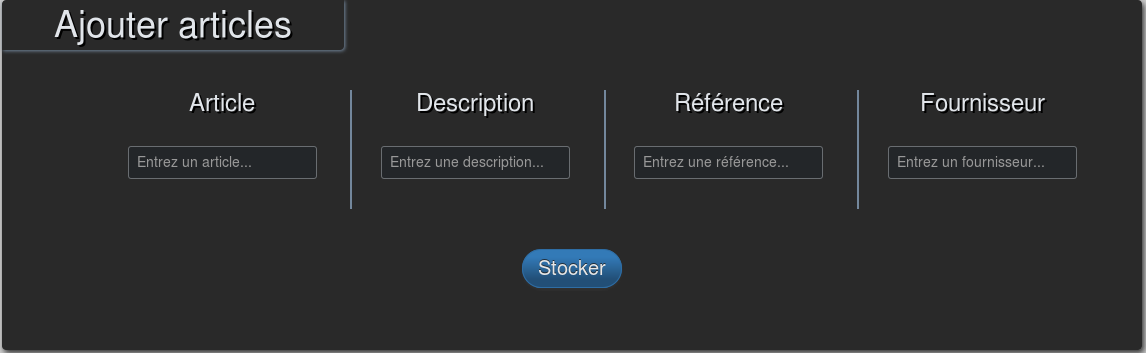 Ajouter articles
Article
Description
Référence
Fournisseur
Entrez un article...
Entrez une description...
Entrez une référence...
Entrez un fournisseur...
Stocker